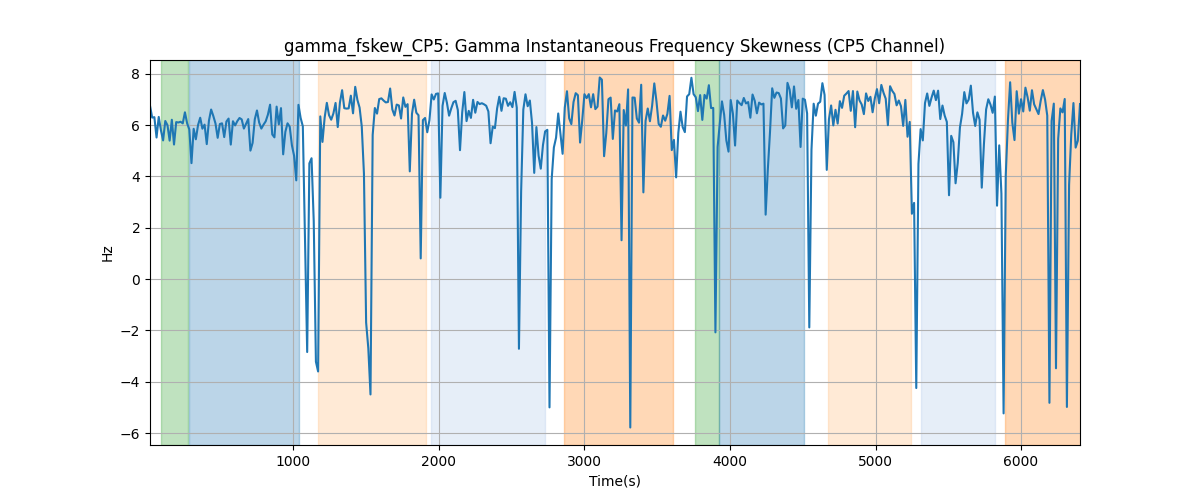 gamma_fskew_CP5: Gamma Instantaneous Frequency Skewness (CP5 Channel)
8
6
4
2
0
−2
−4
−6
Hz
1000 2000 3000 4000 5000 6000
Time(s)